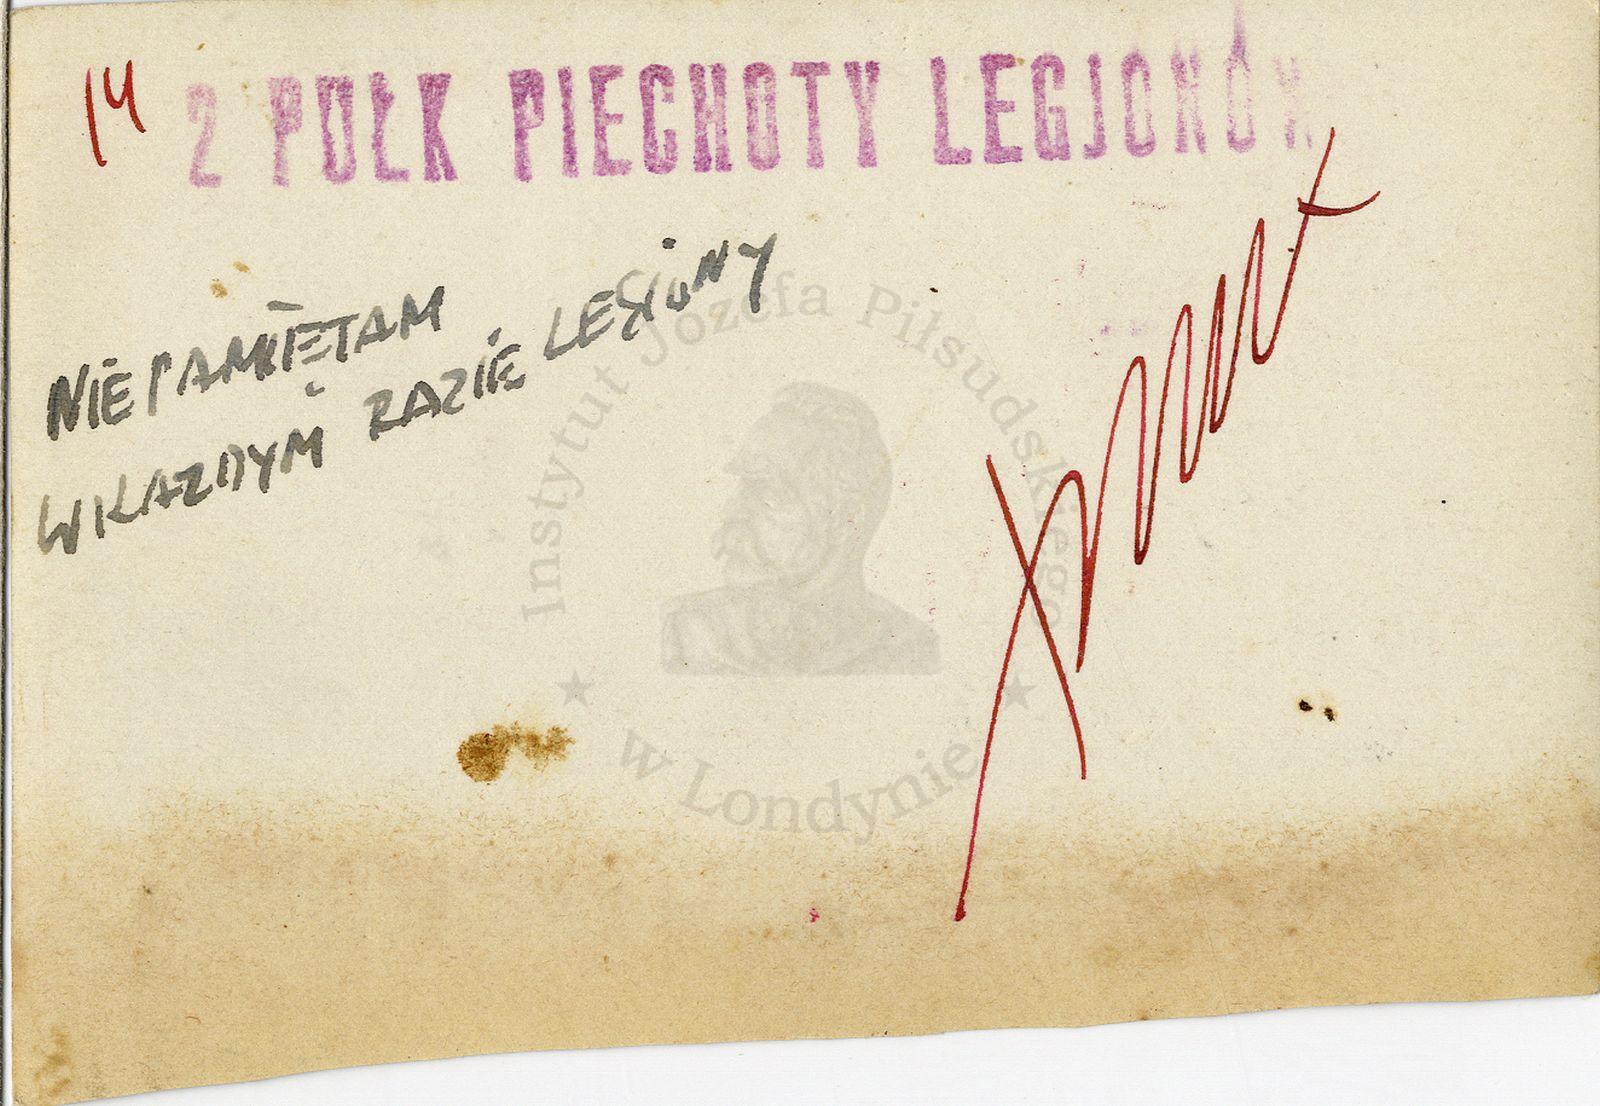 14
2 PUŁK PIECHOTY LEGJONÓW
NIE PAMIĘTAM
W KAŻDYM RAZIE LEGIONY
Instytut Józefa Piłsudskiego
w Londynie